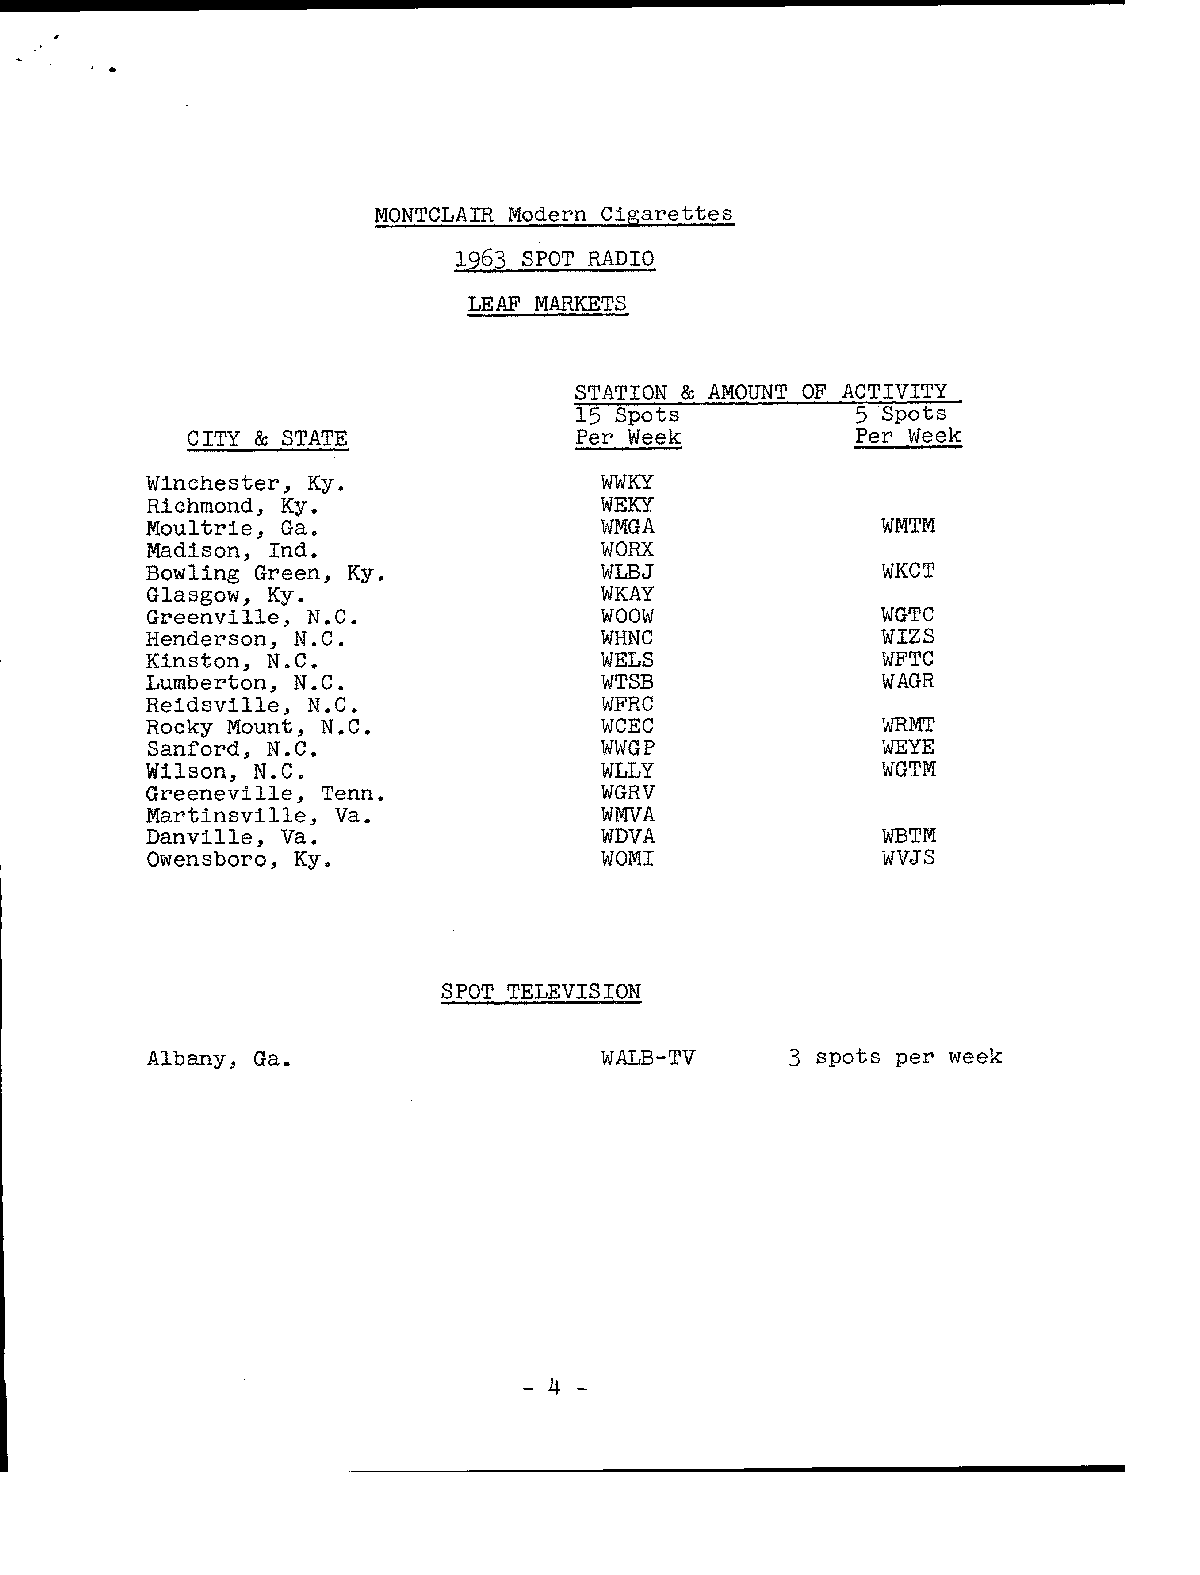 MONTCLAIR Modern Cigarettes
1963 SPOT RADIO
LEAF MARKETS
STATION & AMOUNT OF ACTIVITY
15 Spots 5 Spots
CITY & STATE Per Week Per Week
Winchester, Ky. WWKY
Richmond, Ky. WEKY
Moultrie, Ga. WMGA WMTM
Madison, Ind. WORX
Bowling Green, Ky. WLBJ WKCT
Glasgow, Ky. WKAY
Greenville, N.C. WOOW WGTC
Henderson, N.C. WHNC WIZS
Kinston, N.C. WELS WFTC
Lumberton, N.C. WTSB WAGR
Reidsville, N.C. WFRC
Rocky Mount, N.C. WCEC WRMT
Sanford, N.C. WWGP WEYE
Wilson, N.C. WLLY WGTM
Greeneville, Tenn. WGRV
Martinsville, Va. WMVA
Danville, Va. WDVA WBTM
Owensboro, Ky. WOMI WVJS
SPOT TELEVISION
Albany, Ga. WALB-TV 3 spots per week
- 4 -